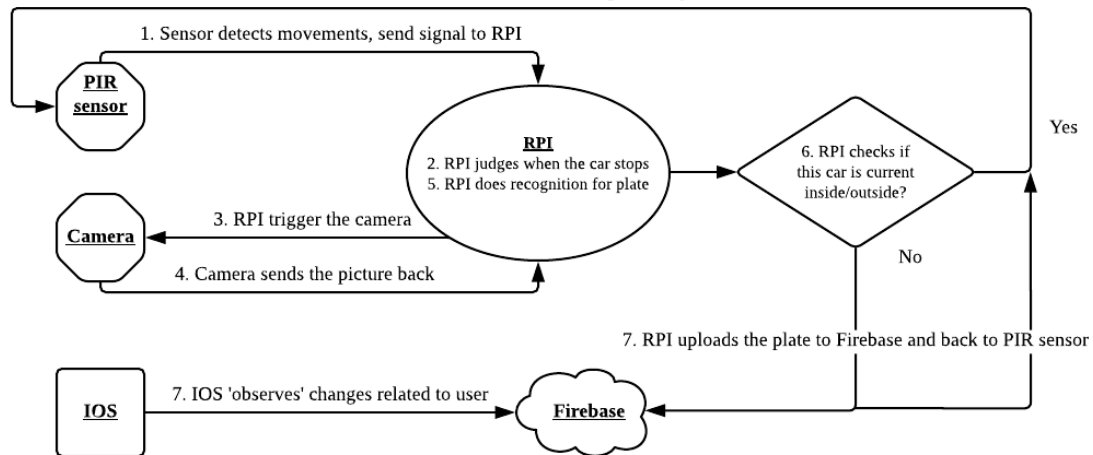 1. Sensor detects movements, send signal to RPI
PIR
sensor
RPI
2. RPI judges when the car stops
5. RPI does recognition for plate
6. RPI checks if
this car is current
inside/outside?
Yes
3. RPI trigger the camera
Camera
4. Camera sends the picture back
No
7. RPI uploads the plate to Firebase and back to PIR sensor
IOS
7. IOS 'observes' changes related to user
Firebase